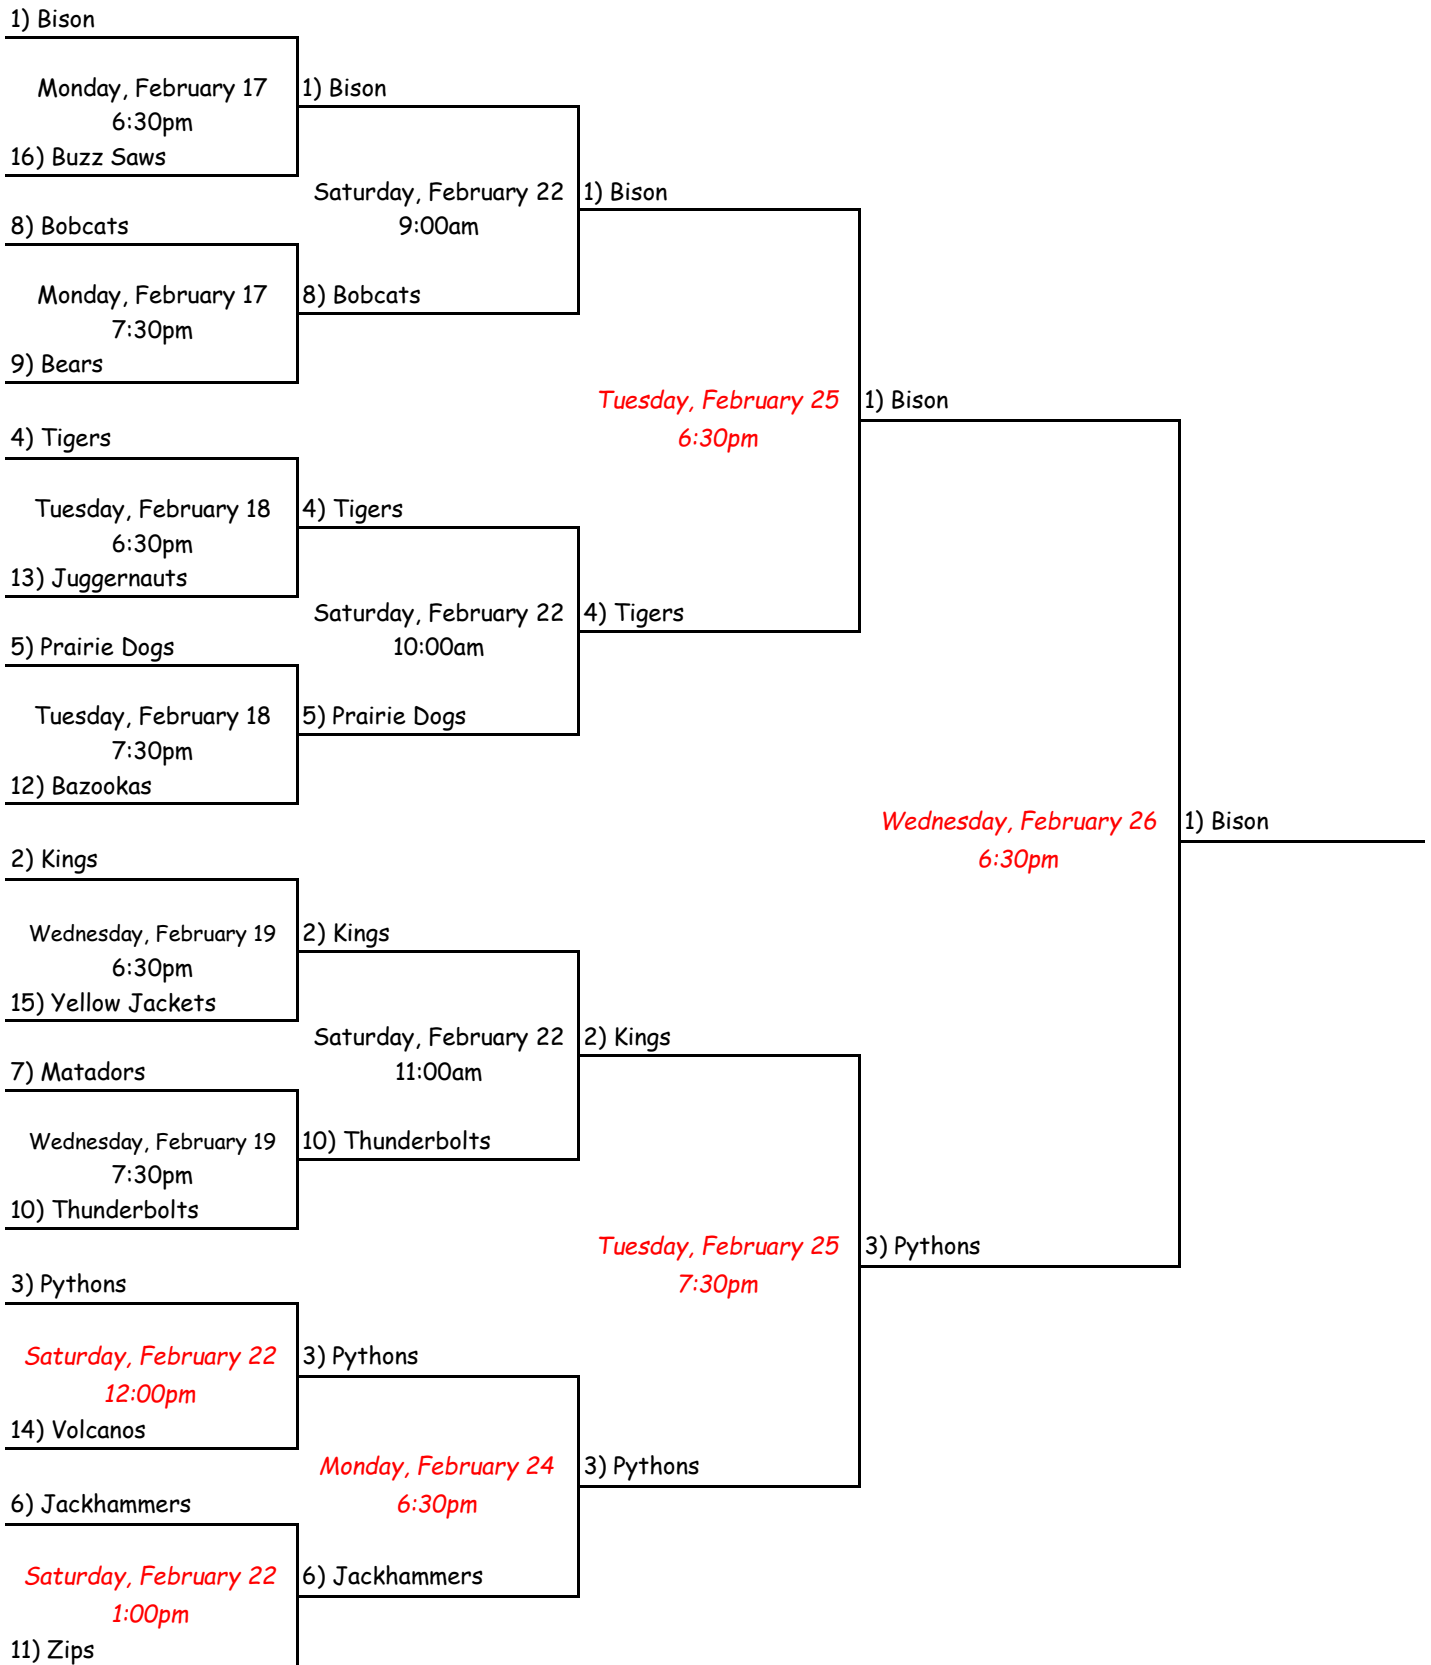 1) Bison
Monday, February 17
6:30pm
16) Buzz Saws
8) Bobcats
Monday, February 17
7:30pm
9) Bears
4) Tigers
Tuesday, February 18
6:30pm
13) Juggernauts
5) Prairie Dogs
Tuesday, February 18
7:30pm
12) Bazookas
2) Kings
Wednesday, February 19
6:30pm
15) Yellow Jackets
7) Matadors
Wednesday, February 19
7:30pm
10) Thunderbolts
3) Pythons
Saturday, February 22
12:00pm
14) Volcanos
6) Jackhammers
Saturday, February 22
1:00pm
11) Zips
1) Bison
Saturday, February 22
9:00am
8) Bobcats
4) Tigers
Saturday, February 22
10:00am
5) Prairie Dogs
2) Kings
Saturday, February 22
11:00am
10) Thunderbolts
3) Pythons
Monday, February 24
6:30pm
6) Jackhammers
1) Bison
Tuesday, February 25
6:30pm
4) Tigers
2) Kings
Tuesday, February 25
7:30pm
3) Pythons
1) Bison
Wednesday, February 26
6:30pm
3) Pythons
1) Bison